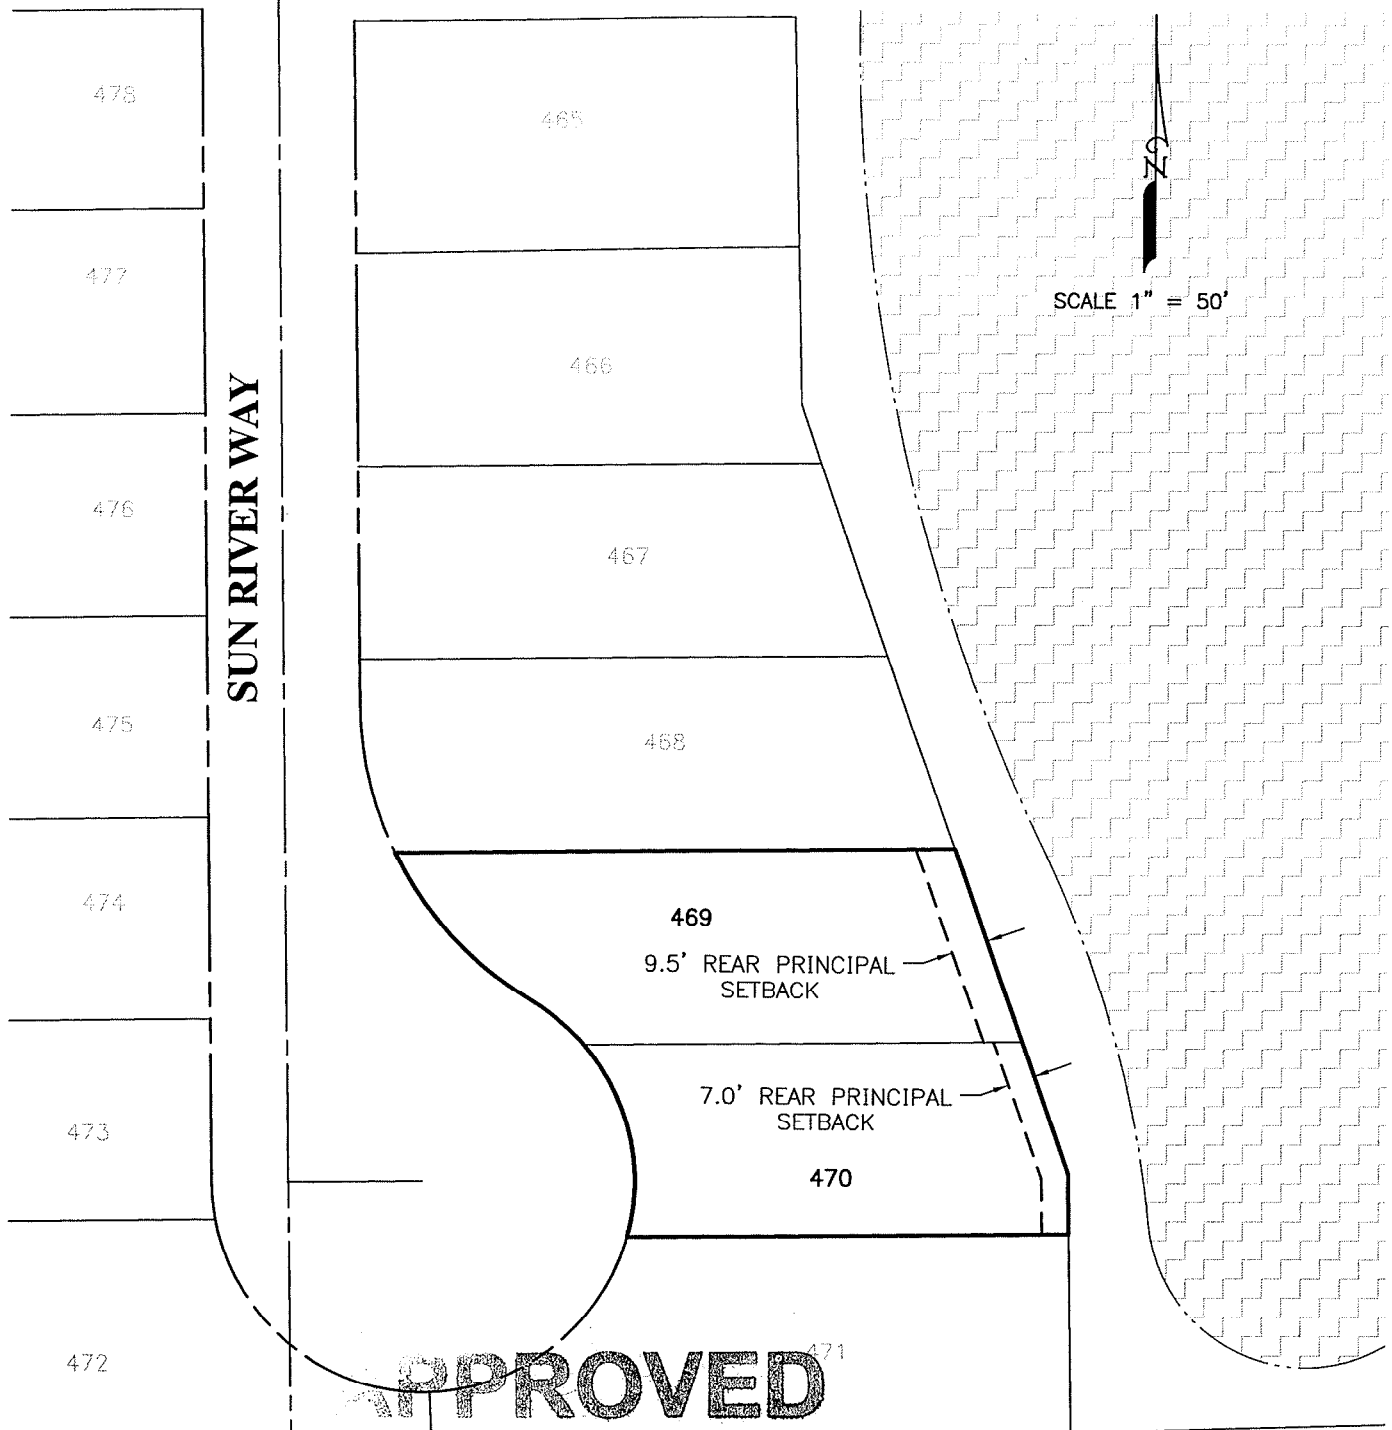 478
465
N
SCALE 1" = 50'
477
466
SUN RIVER WAY
476
467
475
468
474
469
9.5' REAR PRINCIPAL
SETBACK
7.0' REAR PRINCIPAL
SETBACK
473
470
472
471
APPROVED